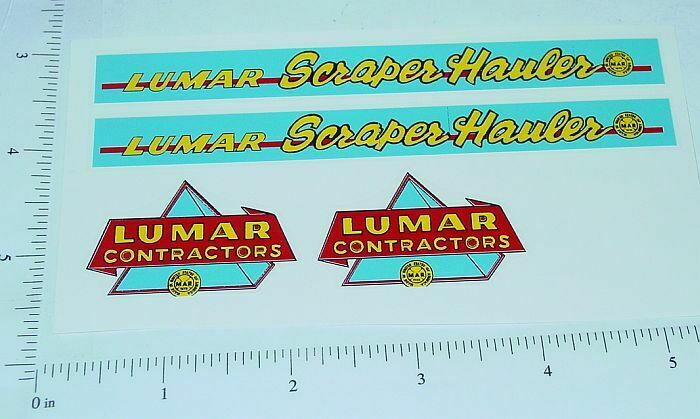 LUMAR Scraper Hauler MAR
LUMAR Scraper Hauler MAR
LUMAR
CONTRACTORS
MAR
LUMAR
CONTRACTORS
MAR
3
4
5
0 in 1 2 3 4 5